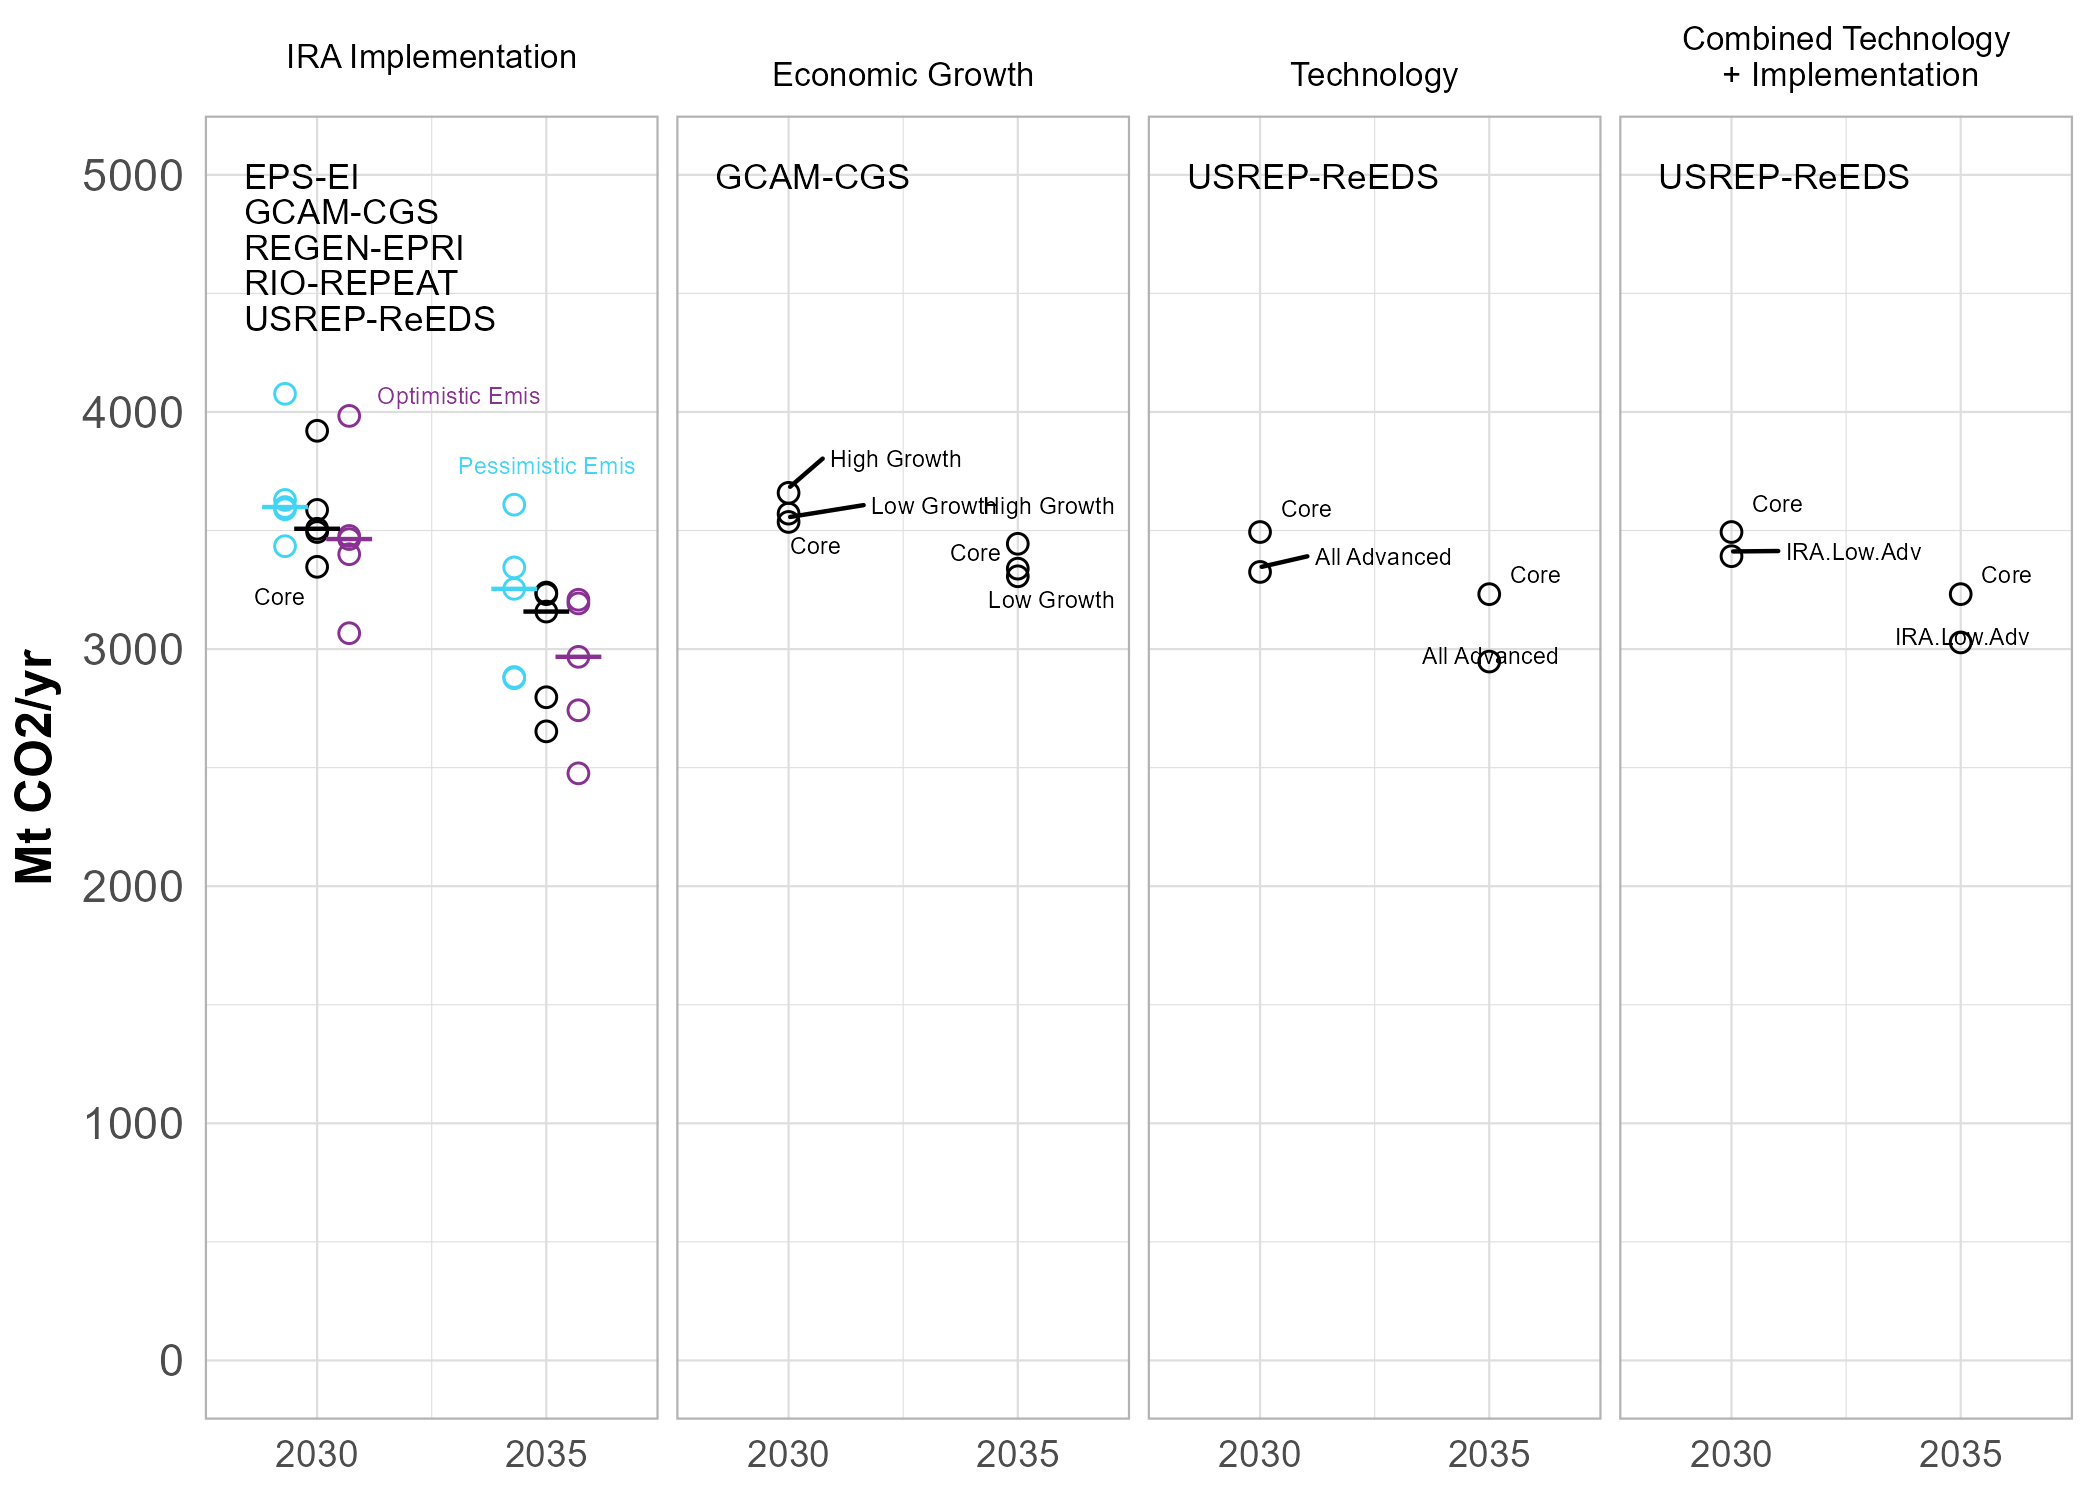 IRA Implementation
Economic Growth
Technology
Combined Technology
+ Implementation
Mt CO2/yr
5000
4000
3000
2000
1000
0
EPS-EI
GCAM-CGS
REGEN-EPRI
RIO-REPEAT
USREP-ReEDS
Optimistic Emis
Pessimistic Emis
Core
2030
2035
GCAM-CGS
High Growth
Low Growth
High Growth
Core
Core
Low Growth
2030
2035
USREP-ReEDS
Core
All Advanced
Core
All Advanced
2030
2035
USREP-ReEDS
Core
IRA.Low.Adv
Core
IRA.Low.Adv
2030
2035